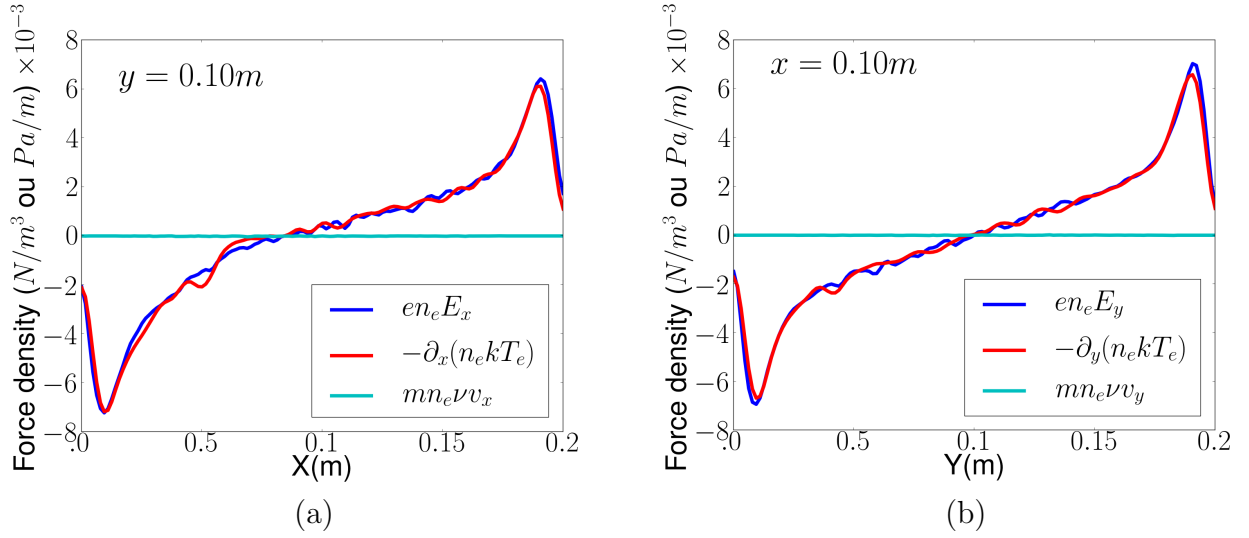 Force density (N/m³ ou Pa/m) ×10⁻³
8
6
4
2
0
−2
−4
−6
−8
y = 0.10m
en_eE_x
−∂_x(n_ekT_e)
mn_eνv_x
.0
0.5
0.1
0.15
0.2
X(m)
(a)
Force density (N/m³ ou Pa/m) ×10⁻³
8
6
4
2
0
−2
−4
−6
−8
x = 0.10m
en_eE_y
−∂_y(n_ekT_e)
mn_eνv_y
.0
0.5
0.1
0.15
0.2
Y(m)
(b)